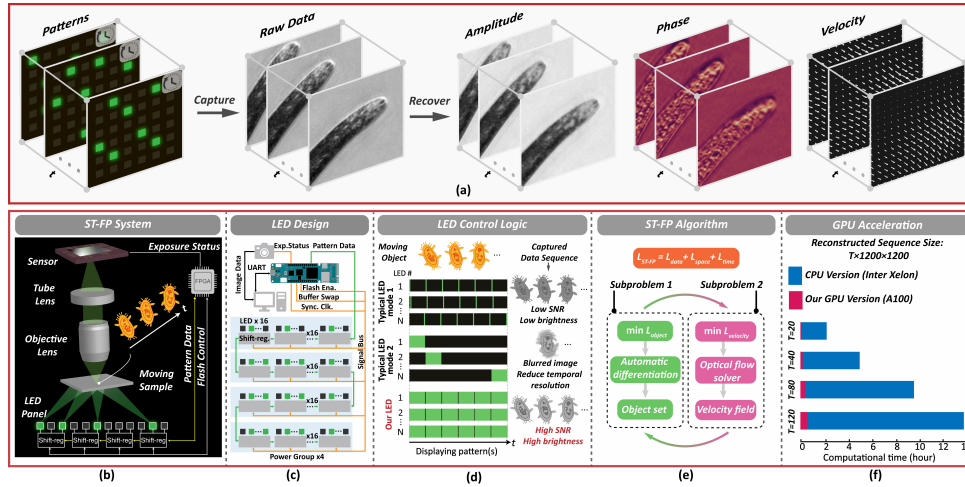 Patterns
Raw Data
Amplitude
Phase
Velocity
Capture
Recover
t
(a)
ST-FP System
Exposure Status
Sensor
FPGA
Tube
Lens
t
Objective
Lens
Pattern Data
Flash Control
Moving
Sample
LED
Panel
Shift-reg
Shift-reg
Shift-reg
Shift-reg
(b)
LED Design
Exp.Status
Pattern Data
Image Data
UART
Flash Ena.
Buffer Swap
Sync. Clk.
LED x 16
Shift-reg.
x16
x16
x16
x16
Signal Bus
Power Group x4
(c)
LED Control Logic
Moving
Object
Captured
Data Sequence
LED #
Typical LED
mode 1
1
2
N
Low SNR
Low brightness
Typical LED
mode 2
1
2
N
Blurred image
Reduce temporal
resolution
Our LED
1
2
N
High SNR
High brightness
t
Displaying pattern(s)
(d)
ST-FP Algorithm
L_ST-FP = L_data + L_space + L_time
Subproblem 1
Subproblem 2
min L_object
min L_velocity
Automatic
differentiation
Optical flow
solver
Object set
Velocity field
(e)
GPU Acceleration
Reconstructed Sequence Size:
T×1200×1200
CPU Version (Inter Xelon)
Our GPU Version (A100)
T=20
T=40
T=80
T=120
0 2 4 6 8 10 12
Computational time (hour)
(f)